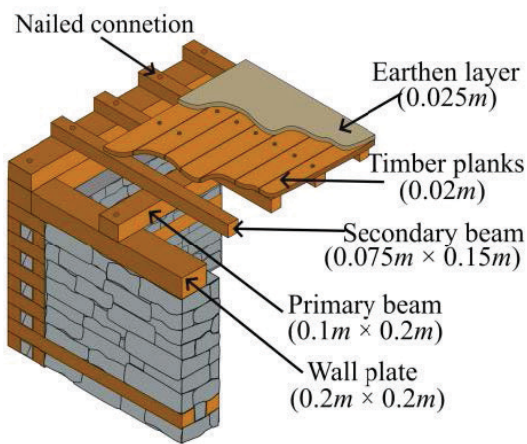 Nailed connetion
Earthen layer
(0.025m)
Timber planks
(0.02m)
Secondary beam
(0.075m × 0.15m)
Primary beam
(0.1m × 0.2m)
Wall plate
(0.2m × 0.2m)